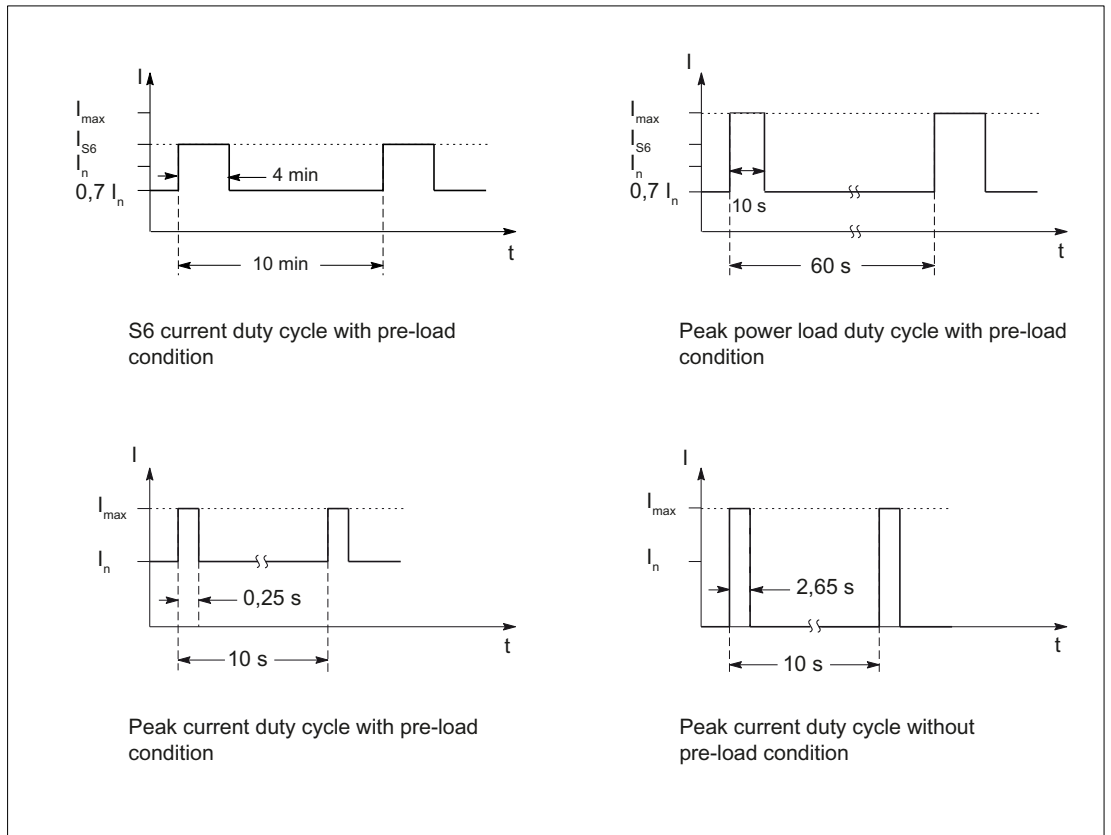 I
I_max
I_S6
I_n
0,7 I_n
4 min
10 min
t
S6 current duty cycle with pre-load
condition
I
I_max
I_S6
I_n
0,7 I_n
10 s
60 s
t
Peak power load duty cycle with pre-load
condition
I
I_max
I_n
0,25 s
10 s
t
Peak current duty cycle with pre-load
condition
I
I_max
I_n
2,65 s
10 s
t
Peak current duty cycle without
pre-load condition